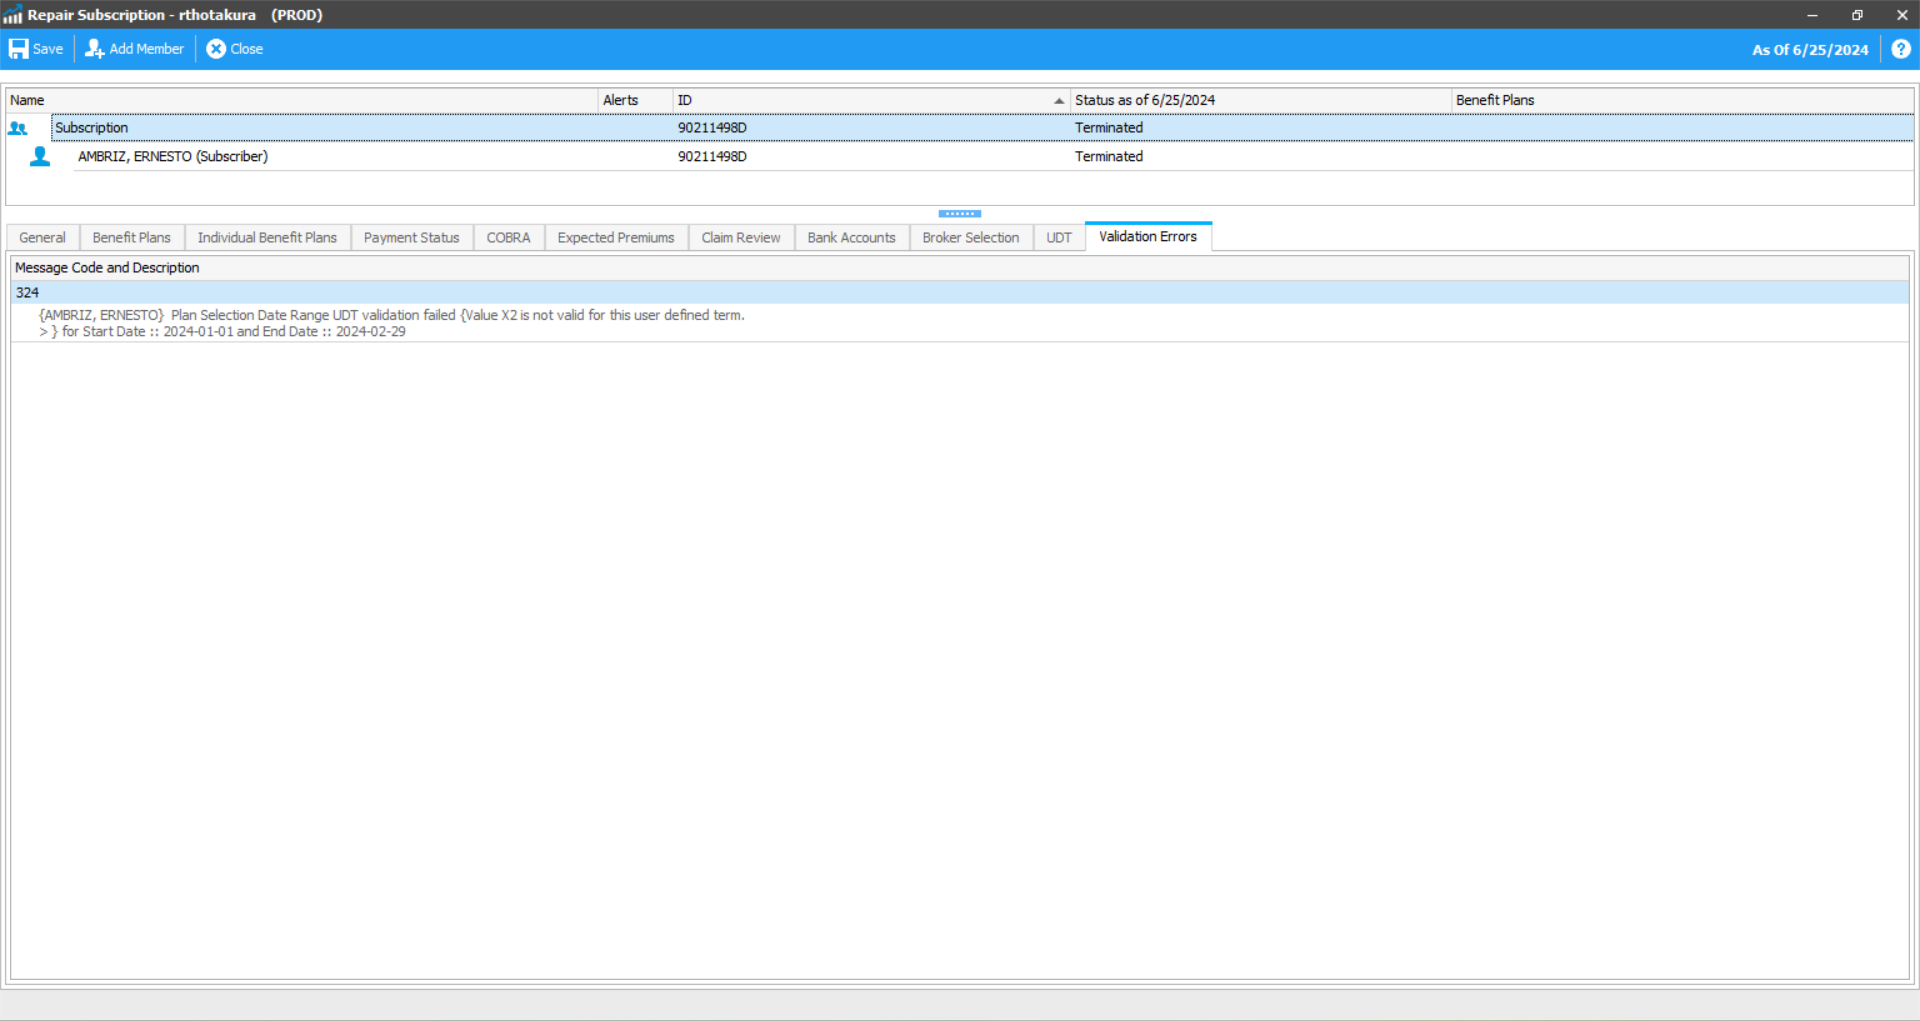 Repair Subscription - rthotakura (PROD)
Save Add Member Close As Of 6/25/2024 ?
Name Alerts ID Status as of 6/25/2024 Benefit Plans
Subscription 90211498D Terminated
AMBRIZ, ERNESTO (Subscriber) 90211498D Terminated
General Benefit Plans Individual Benefit Plans Payment Status COBRA Expected Premiums Claim Review Bank Accounts Broker Selection UDT Validation Errors
Message Code and Description
324
{AMBRIZ, ERNESTO} Plan Selection Date Range UDT validation failed {Value X2 is not valid for this user defined term.
> } for Start Date :: 2024-01-01 and End Date :: 2024-02-29